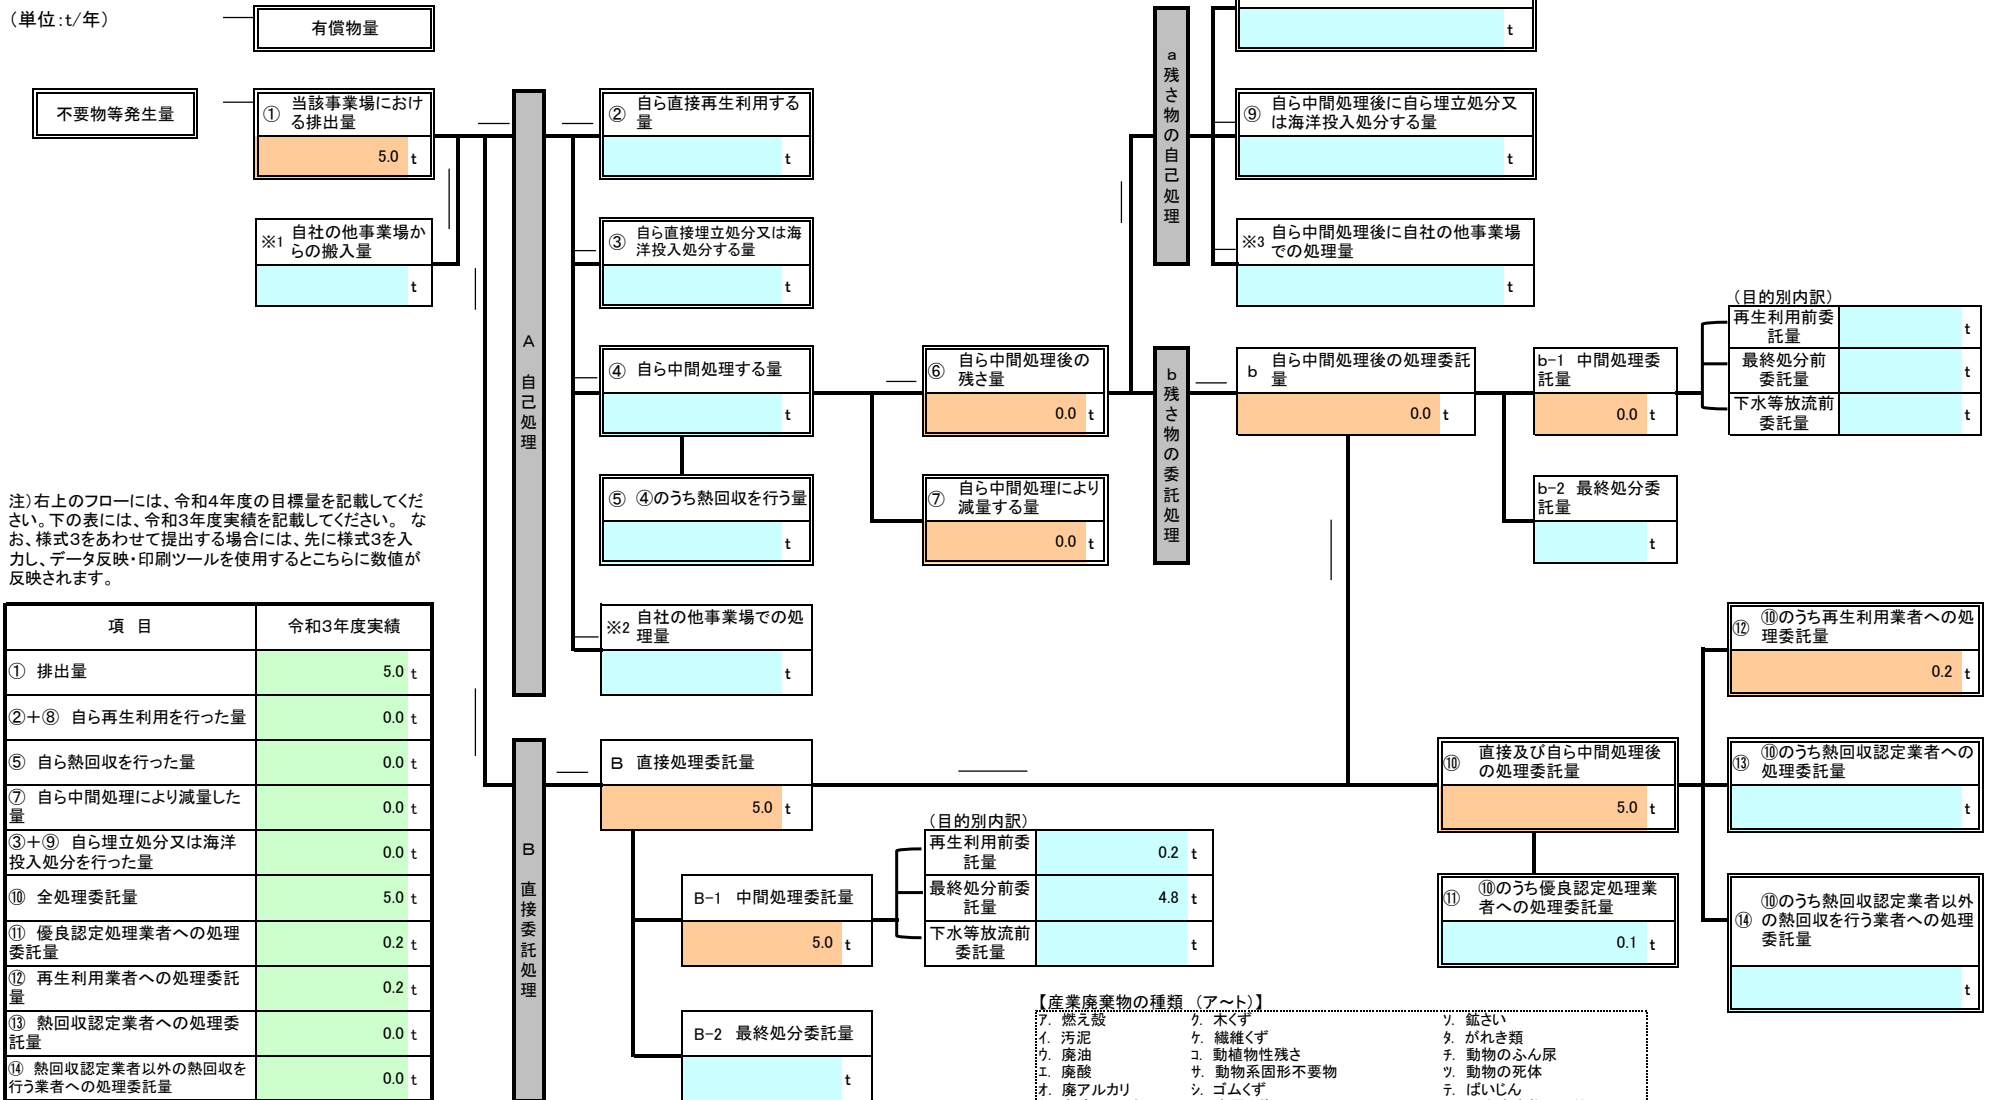 （単位:t/年）
有償物量
不要物等発生量
① 当該事業場におけ
る排出量
5.0 t
※1 自社の他事業場か
らの搬入量
t
A 自己処理
② 自ら直接再生利用する
量
t
③ 自ら直接埋立処分又は海
洋投入処分する量
t
④ 自ら中間処理する量
t
⑤ ④のうち熱回収を行う量
t
※2 自社の他事業場での処
理量
t
⑥ 自ら中間処理後の
残さ量
0.0 t
⑦ 自ら中間処理により
減量する量
0.0 t
a 残さ物の自己処理
t
⑨ 自ら中間処理後に自ら埋立処分又
は海洋投入処分する量
t
※3 自ら中間処理後に自社の他事業場
での処理量
t
b 残さ物の委託処理
b 自ら中間処理後の処理委託
量
0.0 t
b-1 中間処理委
託量
0.0 t
（目的別内訳）
再生利用前委
託量
t
最終処分前
委託量
t
下水等放流前
委託量
t
b-2 最終処分委
託量
t
注）右上のフローには、令和4年度の目標量を記載してくだ
さい。下の表には、令和3年度実績を記載してください。 な
お、様式3をあわせて提出する場合には、先に様式3を入
力し、データ反映・印刷ツールを使用するとこちらに数値が
反映されます。
項 目 令和3年度実績
① 排出量 5.0 t
②＋⑧ 自ら再生利用を行った量 0.0 t
⑤ 自ら熱回収を行った量 0.0 t
⑦ 自ら中間処理により減量した
量 0.0 t
③＋⑨ 自ら埋立処分又は海洋
投入処分を行った量 0.0 t
⑩ 全処理委託量 5.0 t
⑪ 優良認定処理業者への処理
委託量 0.2 t
⑫ 再生利用業者への処理委託
量 0.2 t
⑬ 熱回収認定業者への処理委
託量 0.0 t
⑭ 熱回収認定業者以外の熱回収を
行う業者への処理委託量 0.0 t
B 直接委託処理
B 直接処理委託量
5.0 t
B-1 中間処理委託量
5.0 t
（目的別内訳）
再生利用前委
託量
0.2 t
最終処分前委
託量
4.8 t
下水等放流前
委託量
t
B-2 最終処分委託量
t
⑩ 直接及び自ら中間処理後
の処理委託量
5.0 t
⑪ ⑩のうち優良認定処理業
者への処理委託量
0.1 t
⑫ ⑩のうち再生利用業者への処
理委託量
0.2 t
⑬ ⑩のうち熱回収認定業者への
処理委託量
t
⑭ ⑩のうち熱回収認定業者以外
の熱回収を行う業者への処理
委託量
t
【産業廃棄物の種類 （ア～ト）】
ア. 燃え殻 ク. 木くず ソ. 鉱さい
イ. 汚泥 ケ. 繊維くず タ. がれき類
ウ. 廃油 コ. 動植物性残さ チ. 動物のふん尿
エ. 廃酸 サ. 動物系固形不要物 ツ. 動物の死体
オ. 廃アルカリ シ. ゴムくず テ. ばいじん